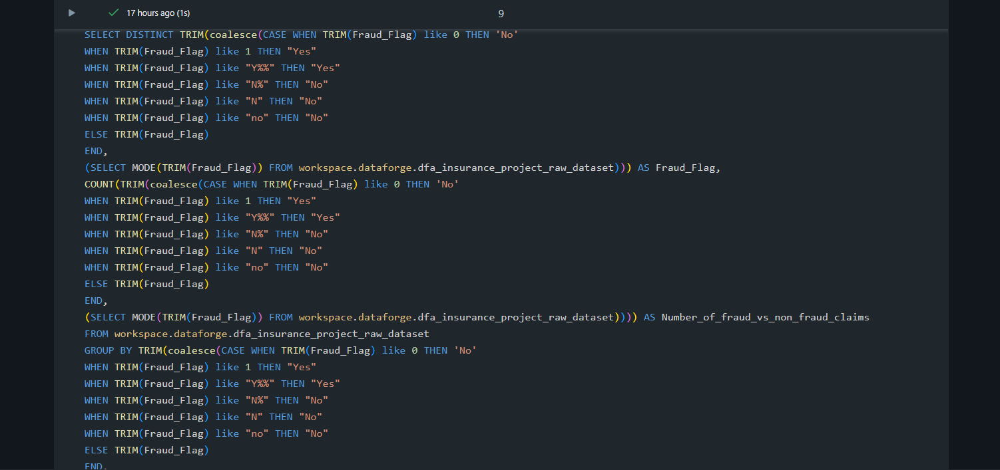 17 hours ago (1s)
9
SELECT DISTINCT TRIM(coalesce(CASE WHEN TRIM(Fraud_Flag) like 0 THEN 'No'
WHEN TRIM(Fraud_Flag) like 1 THEN "Yes"
WHEN TRIM(Fraud_Flag) like "Y%%" THEN "Yes"
WHEN TRIM(Fraud_Flag) like "N%" THEN "No"
WHEN TRIM(Fraud_Flag) like "N" THEN "No"
WHEN TRIM(Fraud_Flag) like "no" THEN "No"
ELSE TRIM(Fraud_Flag)
END,
(SELECT MODE(TRIM(Fraud_Flag)) FROM workspace.dataforge.dfa_insurance_project_raw_dataset))) AS Fraud_Flag,
COUNT(TRIM(coalesce(CASE WHEN TRIM(Fraud_Flag) like 0 THEN 'No'
WHEN TRIM(Fraud_Flag) like 1 THEN "Yes"
WHEN TRIM(Fraud_Flag) like "Y%%" THEN "Yes"
WHEN TRIM(Fraud_Flag) like "N%" THEN "No"
WHEN TRIM(Fraud_Flag) like "N" THEN "No"
WHEN TRIM(Fraud_Flag) like "no" THEN "No"
ELSE TRIM(Fraud_Flag)
END,
(SELECT MODE(TRIM(Fraud_Flag)) FROM workspace.dataforge.dfa_insurance_project_raw_dataset)))) AS Number_of_fraud_vs_non_fraud_claims
FROM workspace.dataforge.dfa_insurance_project_raw_dataset
GROUP BY TRIM(coalesce(CASE WHEN TRIM(Fraud_Flag) like 0 THEN 'No'
WHEN TRIM(Fraud_Flag) like 1 THEN "Yes"
WHEN TRIM(Fraud_Flag) like "Y%%" THEN "Yes"
WHEN TRIM(Fraud_Flag) like "N%" THEN "No"
WHEN TRIM(Fraud_Flag) like "N" THEN "No"
WHEN TRIM(Fraud_Flag) like "no" THEN "No"
ELSE TRIM(Fraud_Flag)
END,